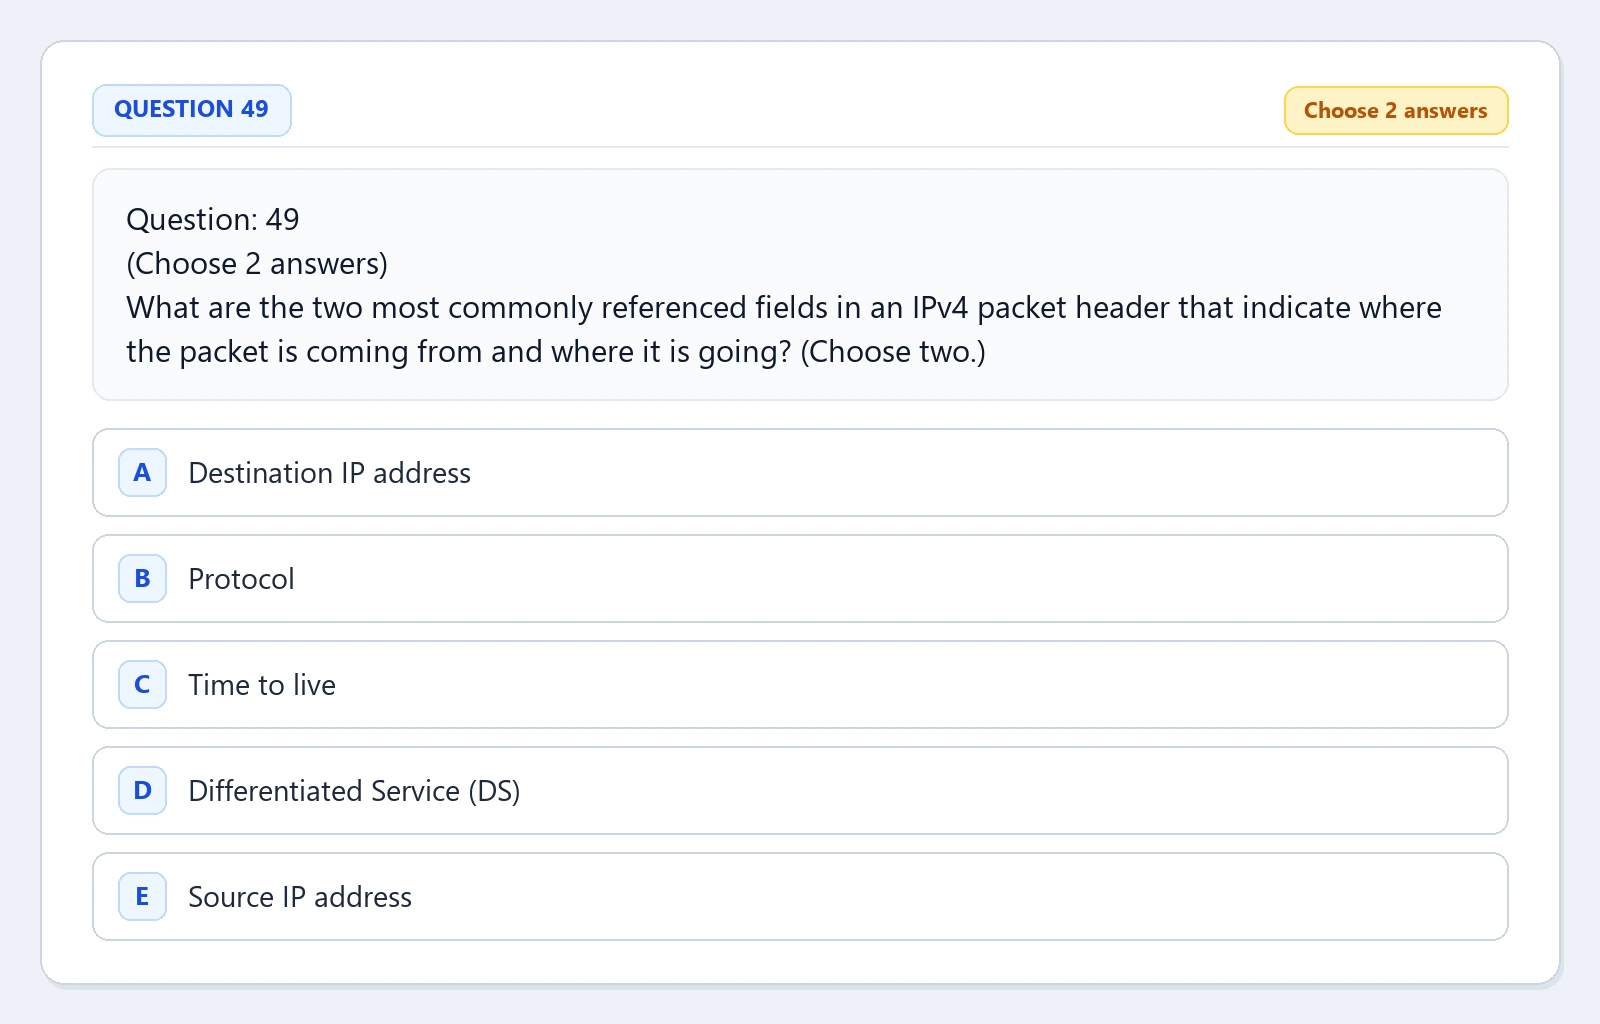 QUESTION 49
Choose 2 answers
Question: 49
(Choose 2 answers)
What are the two most commonly referenced fields in an IPv4 packet header that indicate where
the packet is coming from and where it is going? (Choose two.)
A Destination IP address
B Protocol
C Time to live
D Differentiated Service (DS)
E Source IP address